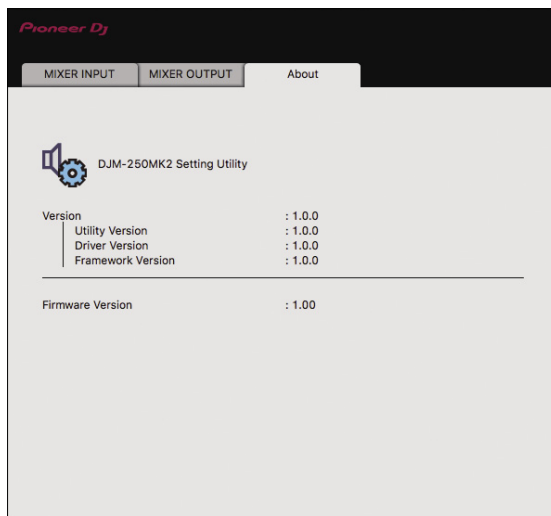 Pioneer Dj
MIXER INPUT MIXER OUTPUT About
DJM-250MK2 Setting Utility
Version : 1.0.0
Utility Version : 1.0.0
Driver Version : 1.0.0
Framework Version : 1.0.0
Firmware Version : 1.00